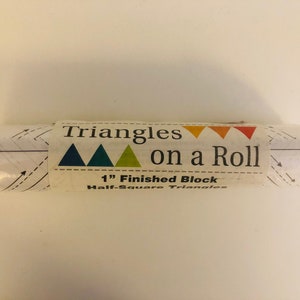 Triangles
on a Roll
1" Finished Block
Half-Square Triangles